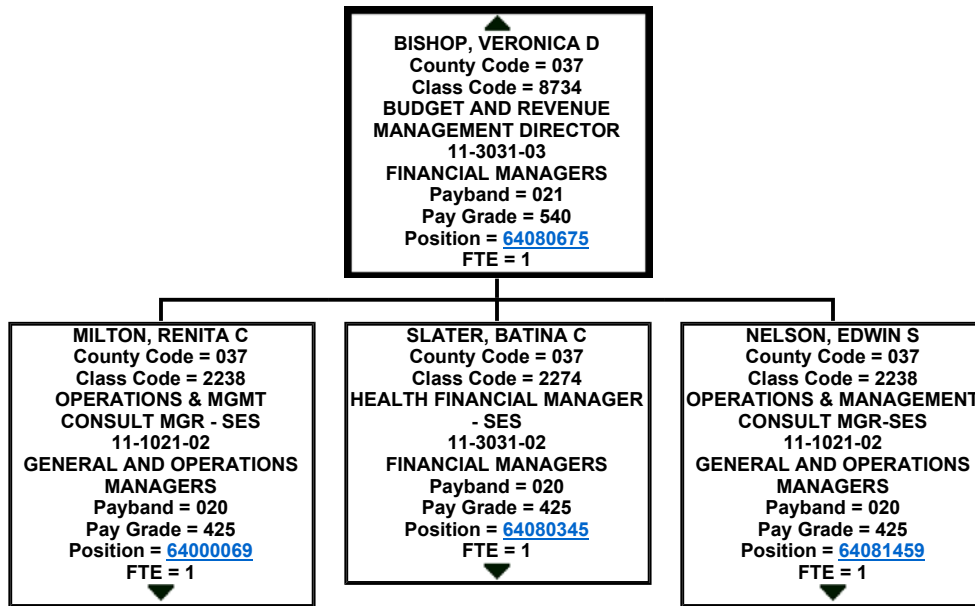 BISHOP, VERONICA D
County Code = 037
Class Code = 8734
BUDGET AND REVENUE
MANAGEMENT DIRECTOR
11-3031-03
FINANCIAL MANAGERS
Payband = 021
Pay Grade = 540
Position = 64080675
FTE = 1
MILTON, RENITA C
County Code = 037
Class Code = 2238
OPERATIONS & MGMT
CONSULT MGR - SES
11-1021-02
GENERAL AND OPERATIONS
MANAGERS
Payband = 020
Pay Grade = 425
Position = 64000069
FTE = 1
SLATER, BATINA C
County Code = 037
Class Code = 2274
HEALTH FINANCIAL MANAGER
- SES
11-3031-02
FINANCIAL MANAGERS
Payband = 020
Pay Grade = 425
Position = 64080345
FTE = 1
NELSON, EDWIN S
County Code = 037
Class Code = 2238
OPERATIONS & MANAGEMENT
CONSULT MGR-SES
11-1021-02
GENERAL AND OPERATIONS
MANAGERS
Payband = 020
Pay Grade = 425
Position = 64081459
FTE = 1